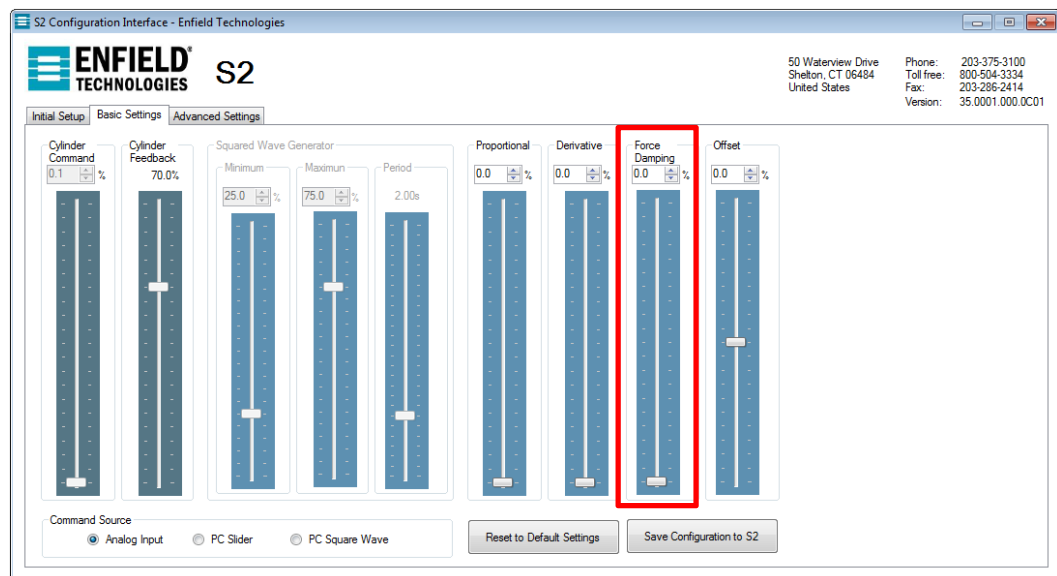 S2 Configuration Interface - Enfield Technologies
ENFIELD®
TECHNOLOGIES
S2
50 Waterview Drive
Shelton, CT 06484
United States
Phone: 203-375-3100
Toll free: 800-504-3334
Fax: 203-286-2414
Version: 35.0001.000.0C01
Initial Setup Basic Settings Advanced Settings
Cylinder Command
0.1 %
Cylinder Feedback
70.0%
Squared Wave Generator
Minimum
25.0 %
Maximun
75.0 %
Period
2.00s
Proportional
0.0 %
Derivative
0.0 %
Force Damping
0.0 %
Offset
0.0 %
Command Source
Analog Input PC Slider PC Square Wave
Reset to Default Settings
Save Configuration to S2